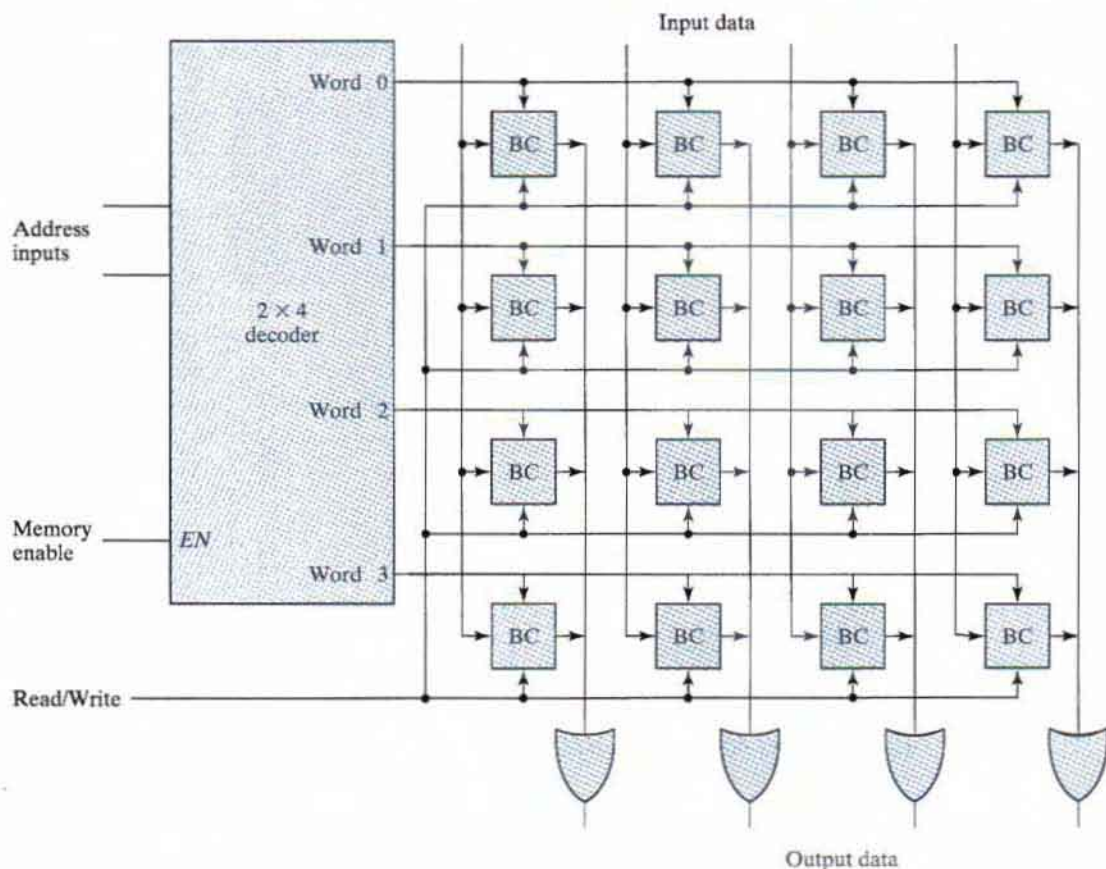 Input data
Word 0
BC BC BC BC
Address
inputs
Word 1
2 × 4
decoder
BC BC BC BC
Word 2
BC BC BC BC
Memory
enable
EN
Word 3
BC BC BC BC
Read/Write
Output data